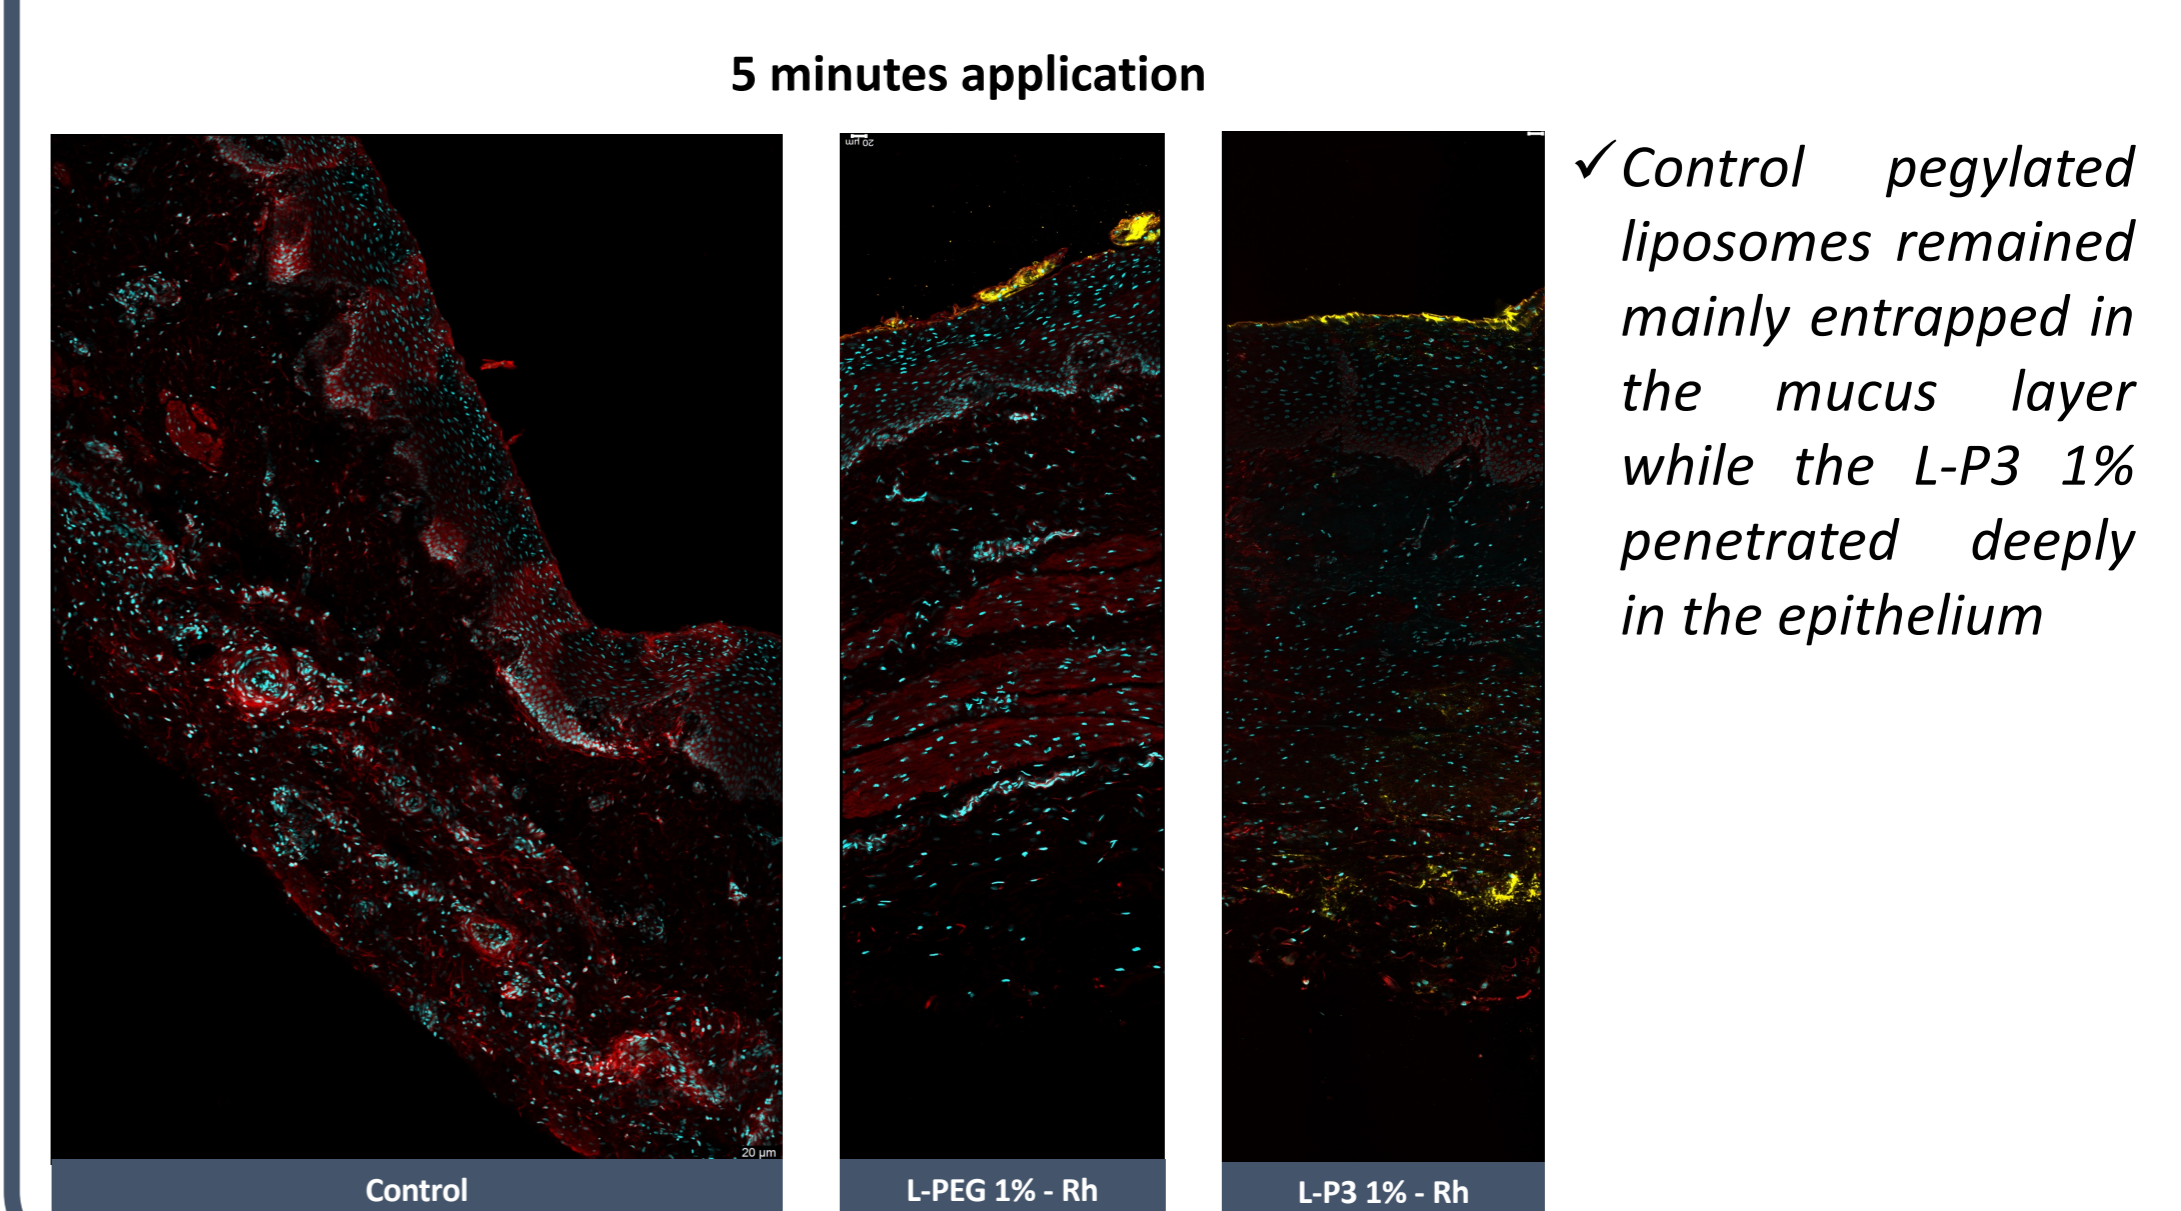 5 minutes application
20 µm
✓ Control pegylated
liposomes remained
mainly entrapped in
the mucus layer
while the L-P3 1%
penetrated deeply
in the epithelium
20 µm
Control
L-PEG 1% - Rh
L-P3 1% - Rh